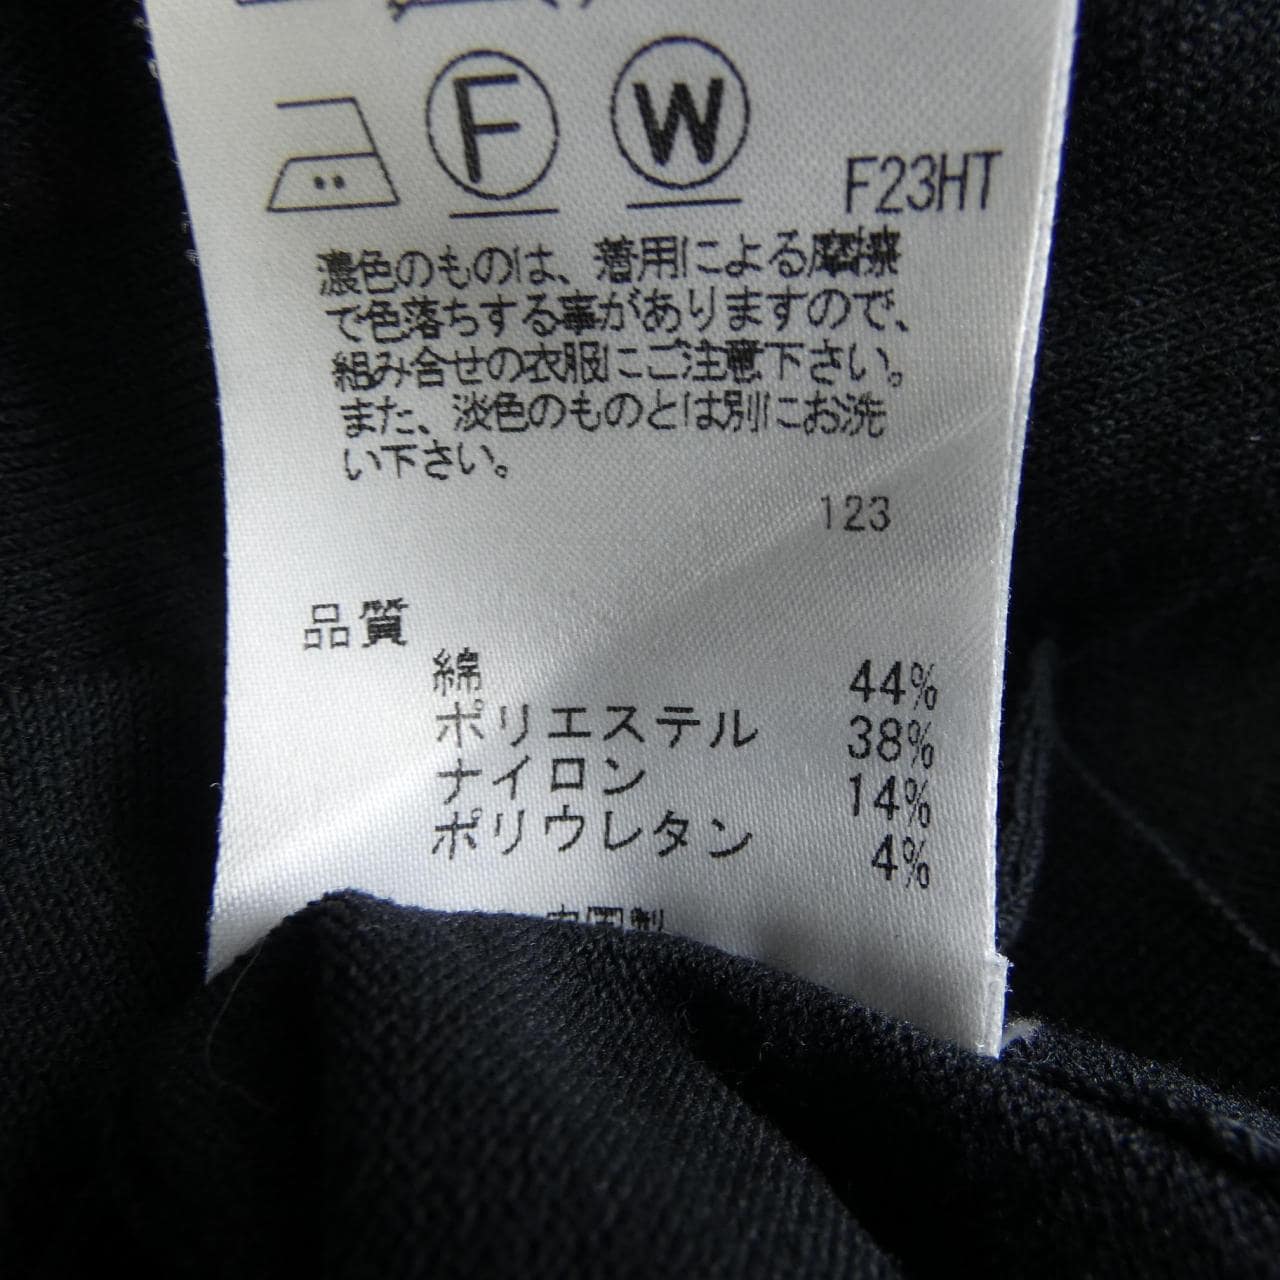 F W
F23HT
濃色のものは、着用による摩擦
で色落ちする事がありますので、
組み合せの衣服にご注意下さい。
また、淡色のものとは別にお洗
い下さい。
123
品質
綿 44%
ポリエステル 38%
ナイロン 14%
ポリウレタン 4%
中国製